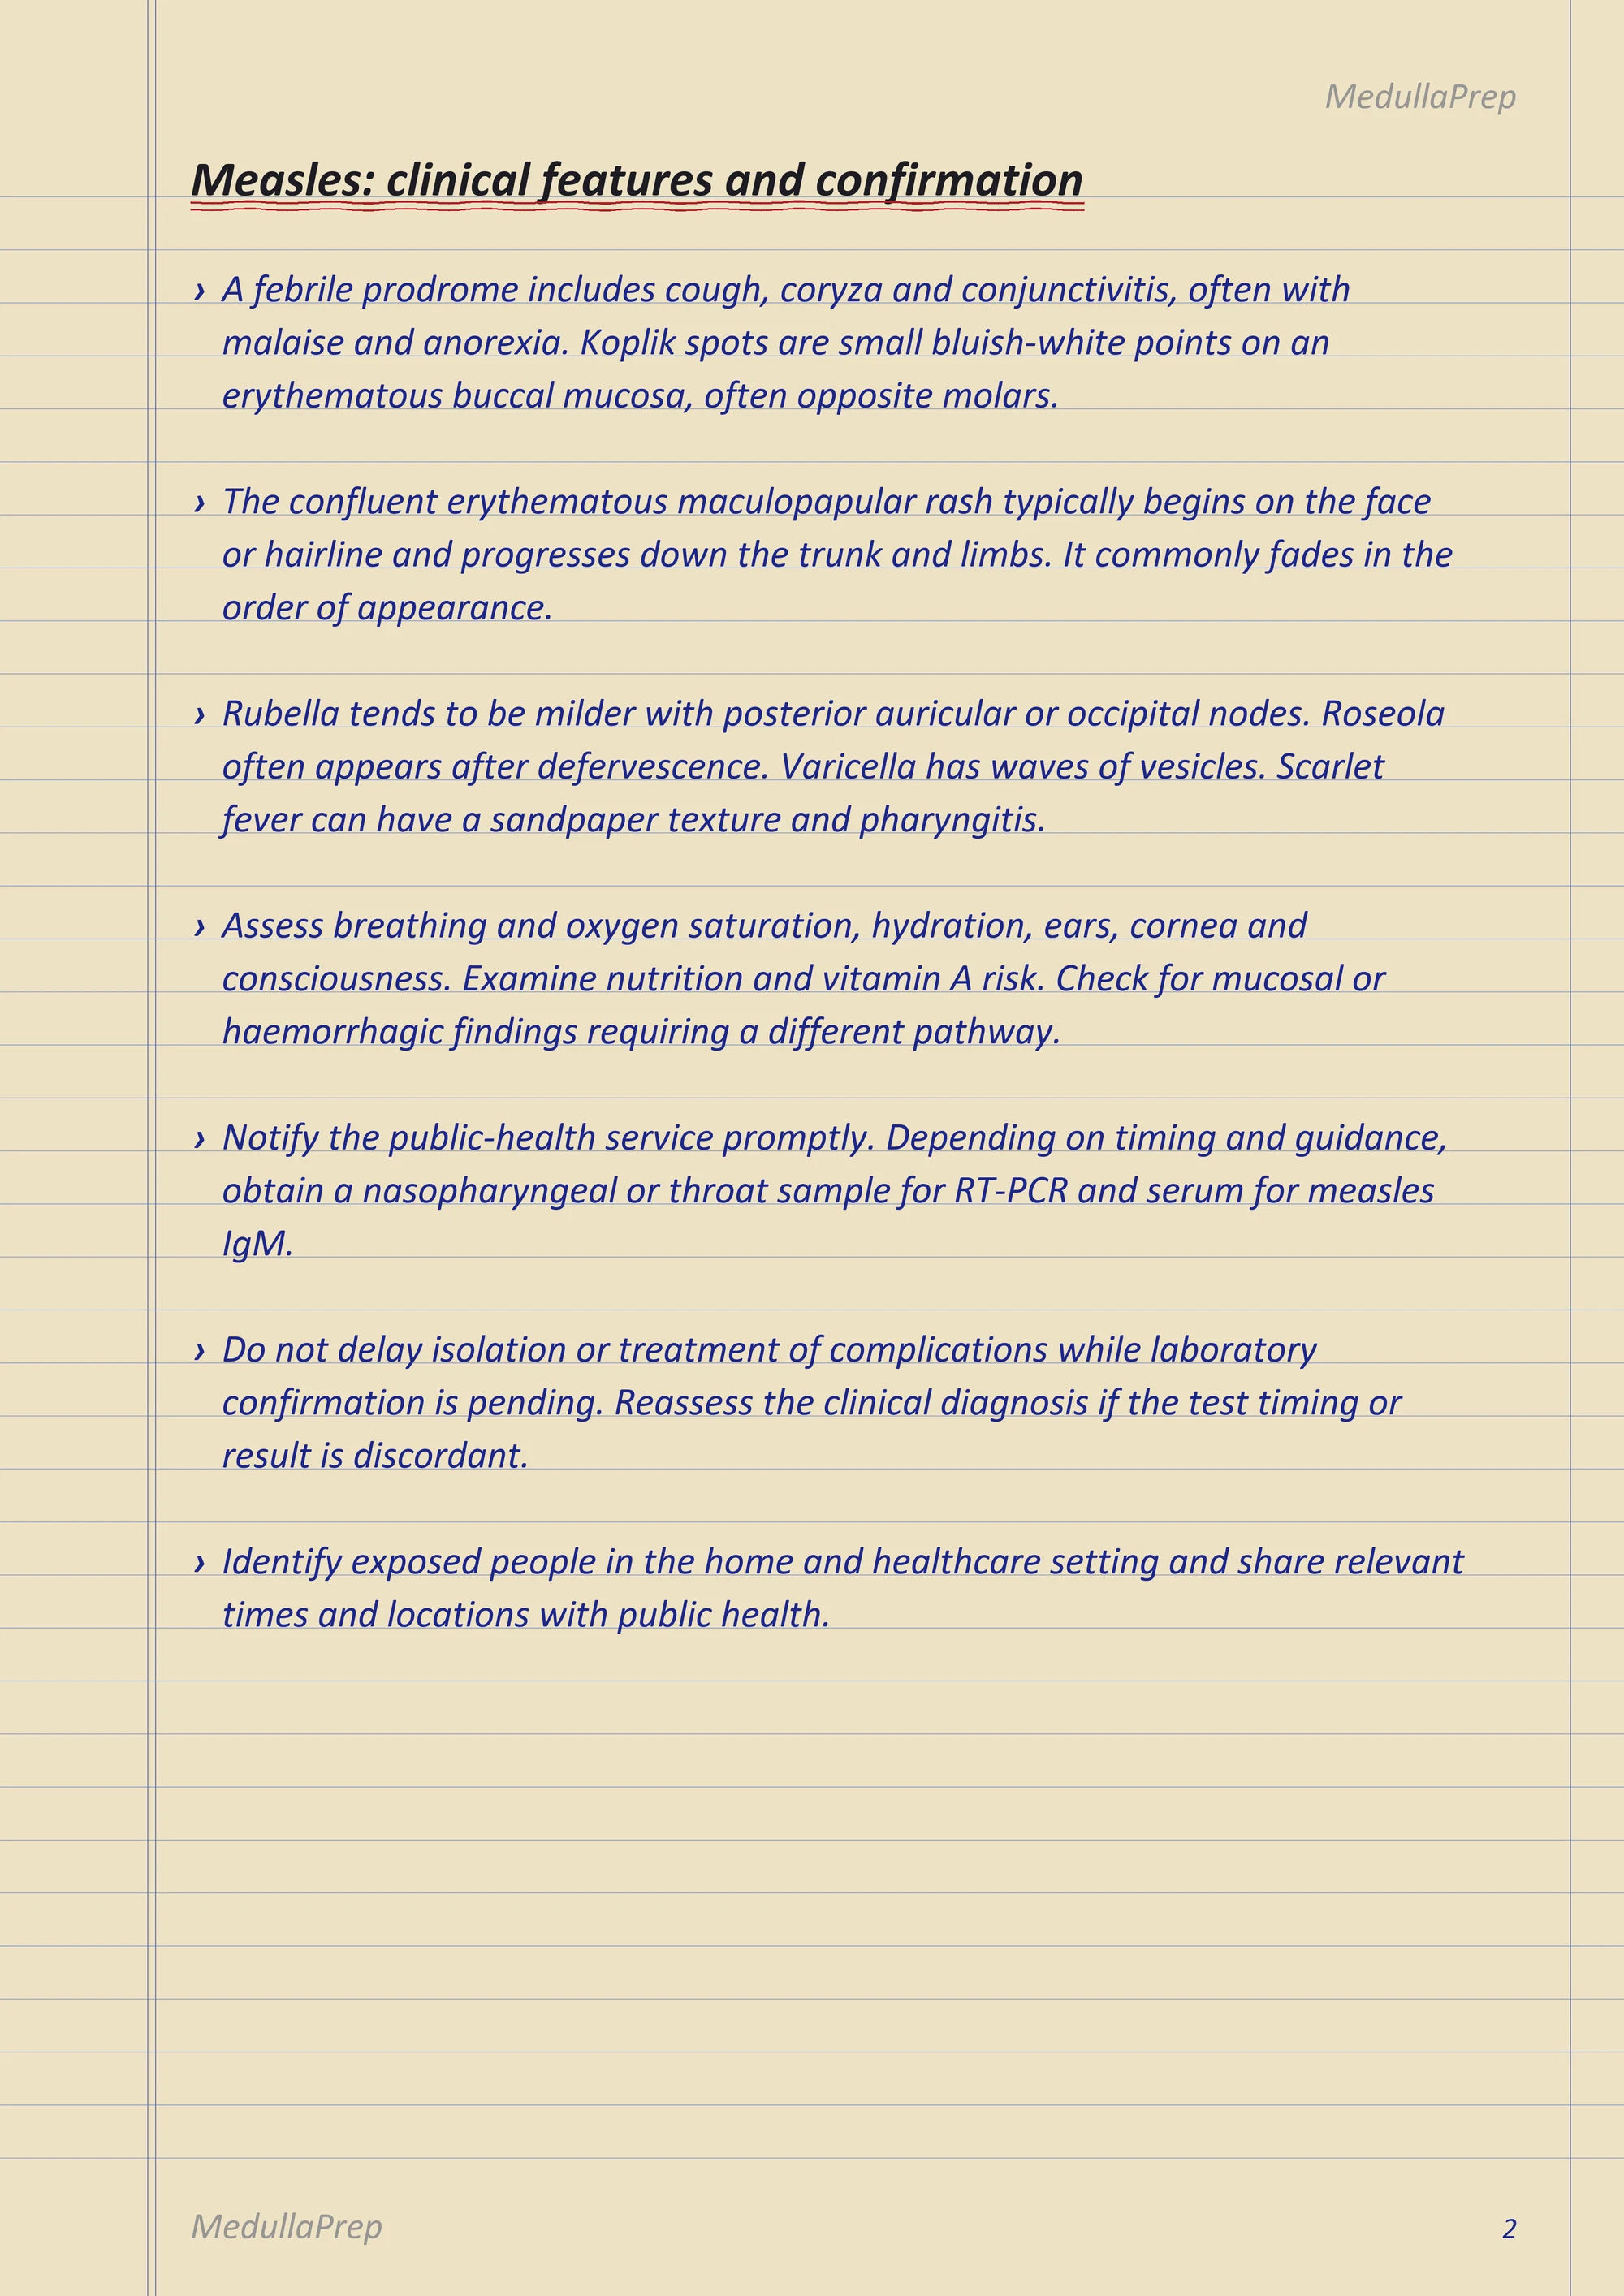 MedullaPrep
Measles: clinical features and confirmation
› A febrile prodrome includes cough, coryza and conjunctivitis, often with
malaise and anorexia. Koplik spots are small bluish-white points on an
erythematous buccal mucosa, often opposite molars.
› The confluent erythematous maculopapular rash typically begins on the face
or hairline and progresses down the trunk and limbs. It commonly fades in the
order of appearance.
› Rubella tends to be milder with posterior auricular or occipital nodes. Roseola
often appears after defervescence. Varicella has waves of vesicles. Scarlet
fever can have a sandpaper texture and pharyngitis.
› Assess breathing and oxygen saturation, hydration, ears, cornea and
consciousness. Examine nutrition and vitamin A risk. Check for mucosal or
haemorrhagic findings requiring a different pathway.
› Notify the public-health service promptly. Depending on timing and guidance,
obtain a nasopharyngeal or throat sample for RT-PCR and serum for measles
IgM.
› Do not delay isolation or treatment of complications while laboratory
confirmation is pending. Reassess the clinical diagnosis if the test timing or
result is discordant.
› Identify exposed people in the home and healthcare setting and share relevant
times and locations with public health.
MedullaPrep
2